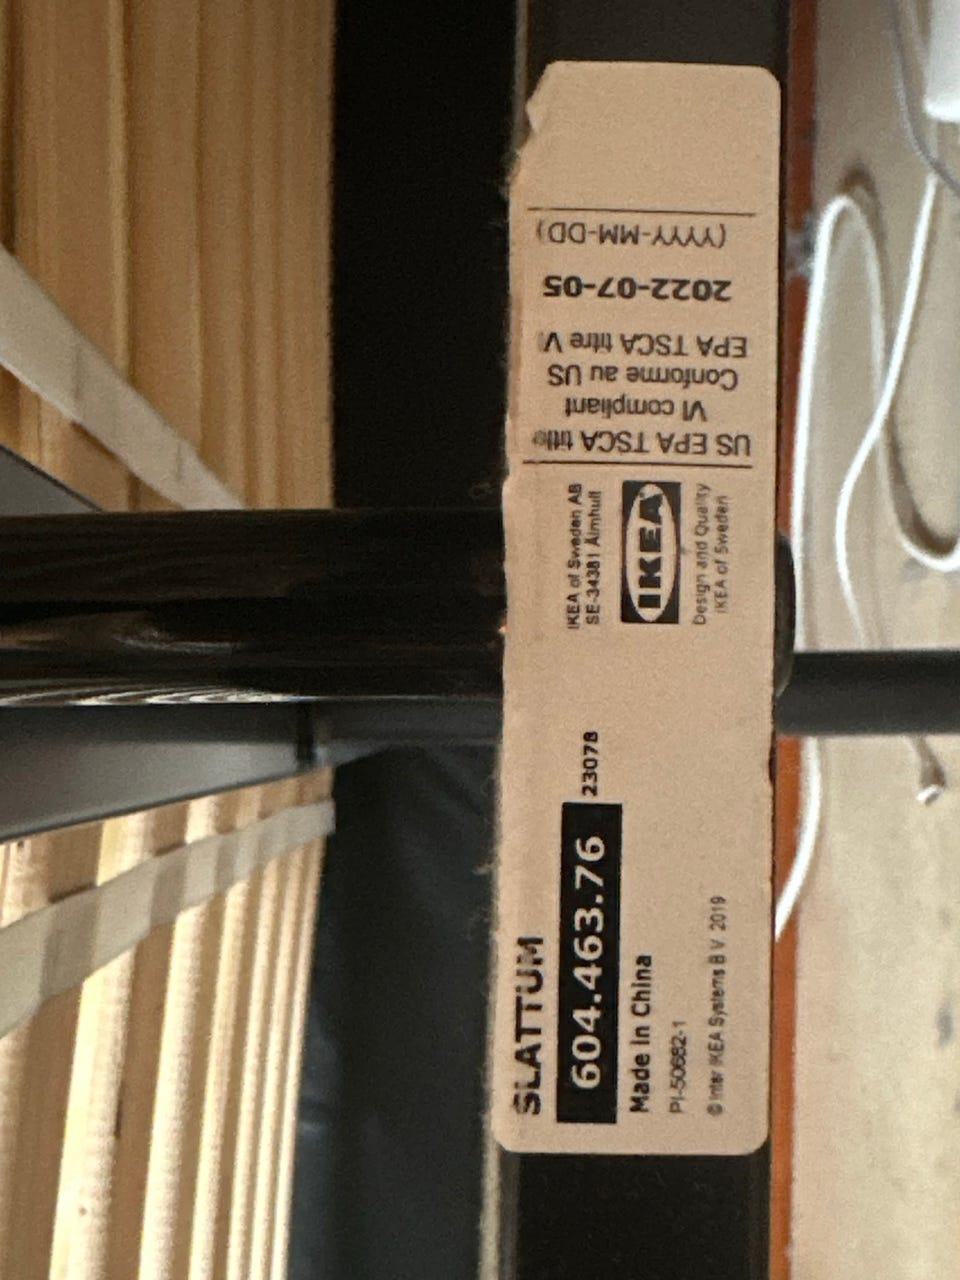 SLATTUM
604.463.76 23078
Made in China
PI-50682-1
© Inter IKEA Systems B.V. 2019
IKEA of Sweden AB
SE-34381 Älmhult
IKEA
Design and Quality
IKEA of Sweden
US EPA TSCA title
VI compliant
Conforme au US
EPA TSCA titre V
2022-07-05
(YYYY-MM-DD)